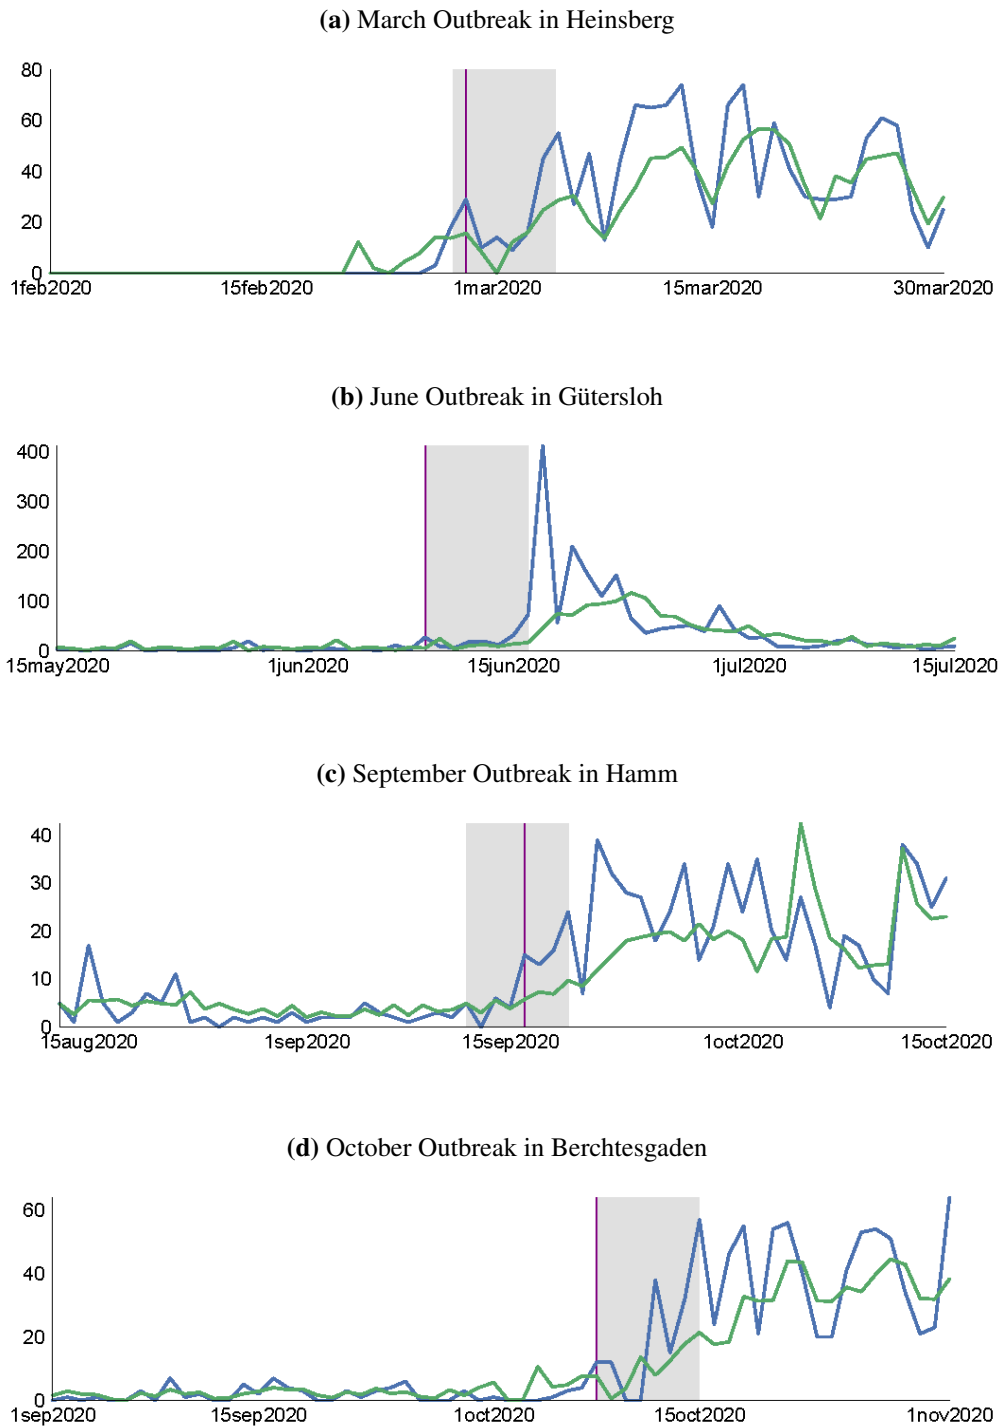 (a) March Outbreak in Heinsberg
80
60
40
20
0
1feb2020 15feb2020 1mar2020 15mar2020 30mar2020
(b) June Outbreak in Gütersloh
400
300
200
100
0
15may2020 1jun2020 15jun2020 1jul2020 15jul2020
(c) September Outbreak in Hamm
40
30
20
10
0
15aug2020 1sep2020 15sep2020 1oct2020 15oct2020
(d) October Outbreak in Berchtesgaden
60
40
20
0
1sep2020 15sep2020 1oct2020 15oct2020 1nov2020